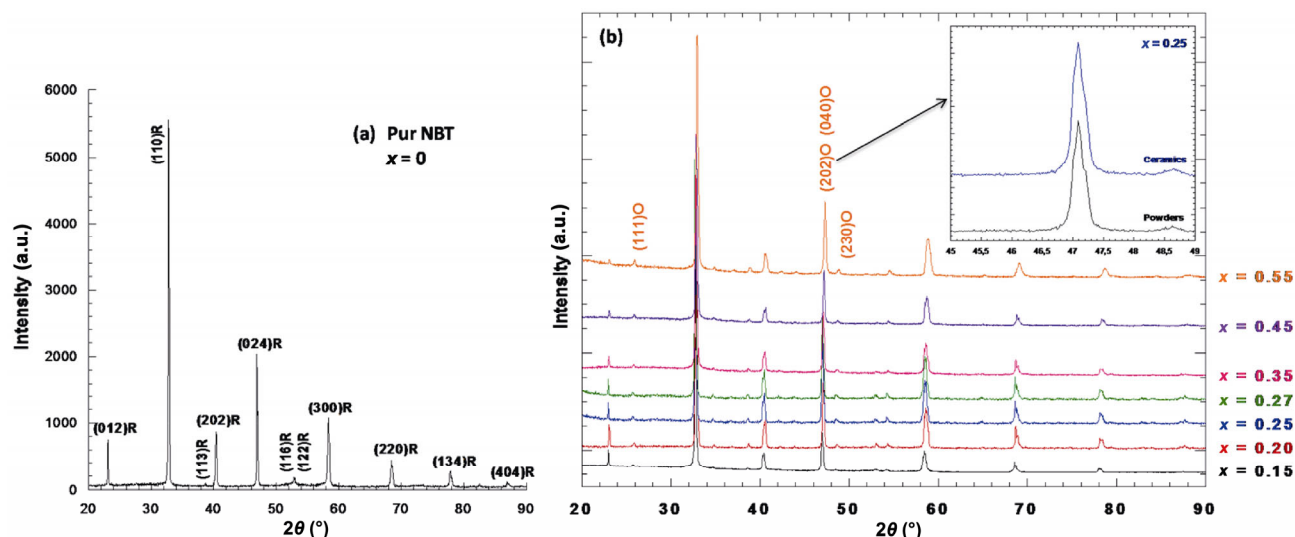 (a) Pur NBT
x = 0
Intensity (a.u.)
6000
5000
4000
3000
2000
1000
0
(012)R
(110)R
(113)R
(202)R
(024)R
(116)R
(122)R
(300)R
(220)R
(134)R
(404)R
20 30 40 50 60 70 80 90
2θ (°)
(b)
Intensity (a.u.)
(111)O
(202)O (040)O
(230)O
x = 0.25
Ceramics
Powders
45 45,5 46 46,5 47 47,5 48 48,5 49
x = 0.55
x = 0.45
x = 0.35
x = 0.27
x = 0.25
x = 0.20
x = 0.15
20 30 40 50 60 70 80 90
2θ (°)